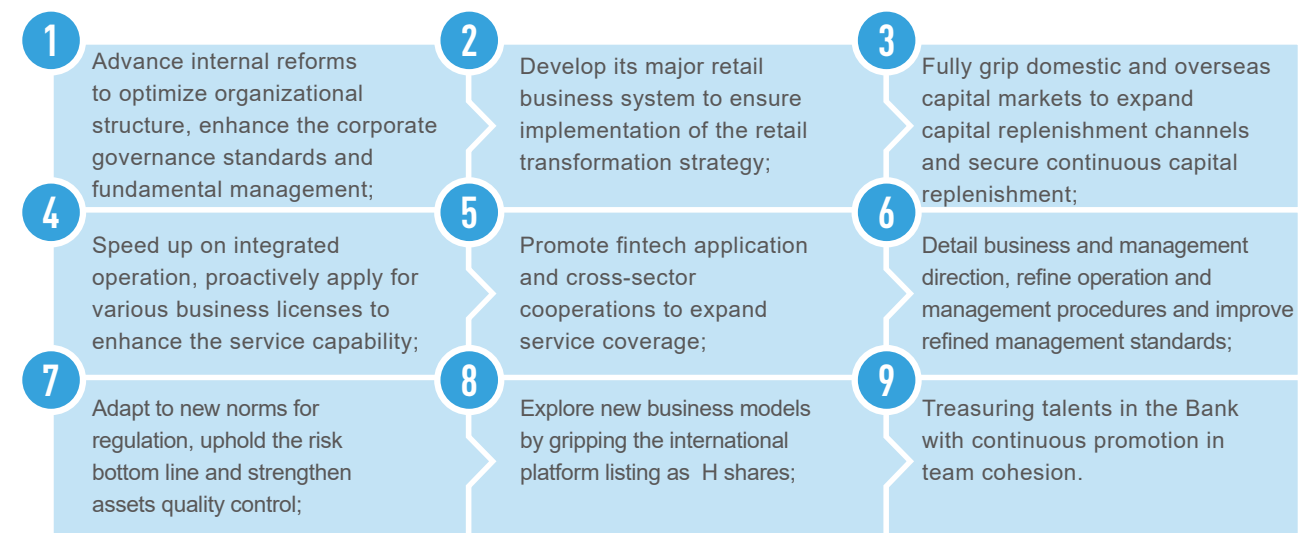 1
Advance internal reforms
to optimize organizational
structure, enhance the corporate
governance standards and
fundamental management;
2
Develop its major retail
business system to ensure
implementation of the retail
transformation strategy;
3
Fully grip domestic and overseas
capital markets to expand
capital replenishment channels
and secure continuous capital
replenishment;
4
Speed up on integrated
operation, proactively apply for
various business licenses to
enhance the service capability;
5
Promote fintech application
and cross-sector
cooperations to expand
service coverage;
6
Detail business and management
direction, refine operation and
management procedures and improve
refined management standards;
7
Adapt to new norms for
regulation, uphold the risk
bottom line and strengthen
assets quality control;
8
Explore new business models
by gripping the international
platform listing as H shares;
9
Treasuring talents in the Bank
with continuous promotion in
team cohesion.